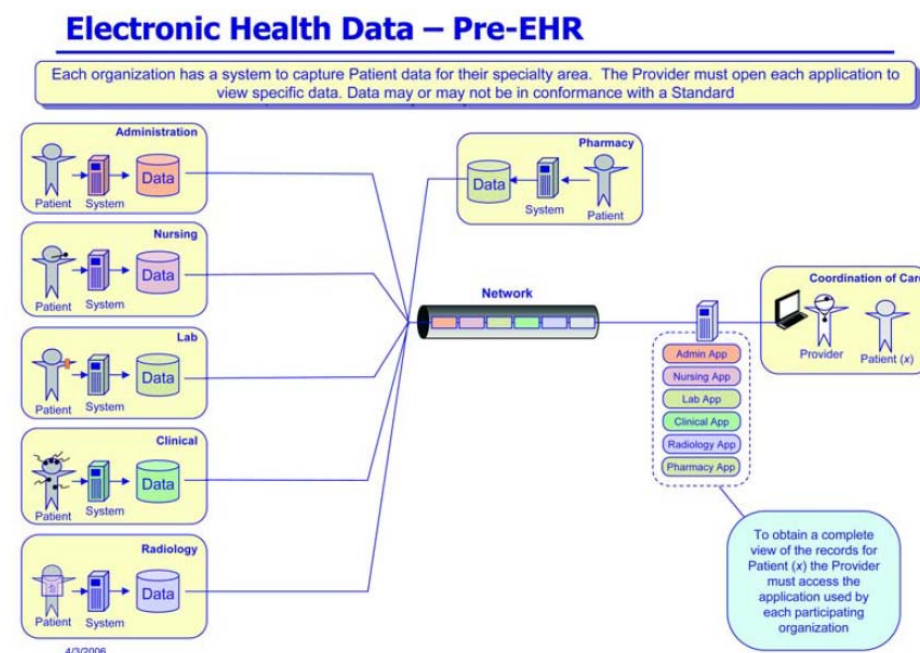 Electronic Health Data – Pre-EHR
Each organization has a system to capture Patient data for their specialty area. The Provider must open each application to
view specific data. Data may or may not be in conformance with a Standard
Administration
Data
Patient
System
Nursing
Data
Patient
System
Lab
Data
Patient
System
Clinical
Data
Patient
System
Radiology
Data
Patient
System
Pharmacy
Data
System
Patient
Network
Admin App
Nursing App
Lab App
Clinical App
Radiology App
Pharmacy App
Coordination of Care
Provider
Patient (x)
To obtain a complete
view of the records for
Patient (x) the Provider
must access the
application used by
each participating
organization
4/3/2006